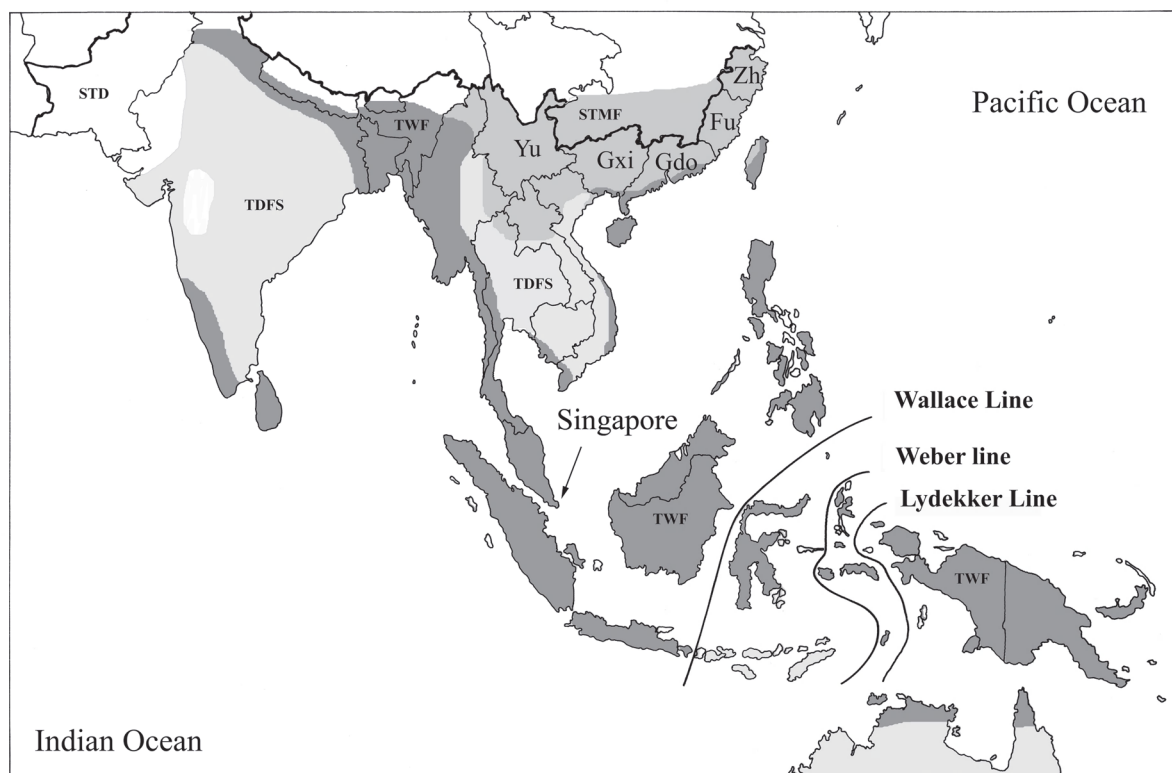 Zh
STD
Pacific Ocean
STMF
TWF
Fu
Yu
Gxi
Gdo
TDFS
TDFS
Wallace Line
Singapore
Weber line
Lydekker Line
TWF
TWF
Indian Ocean